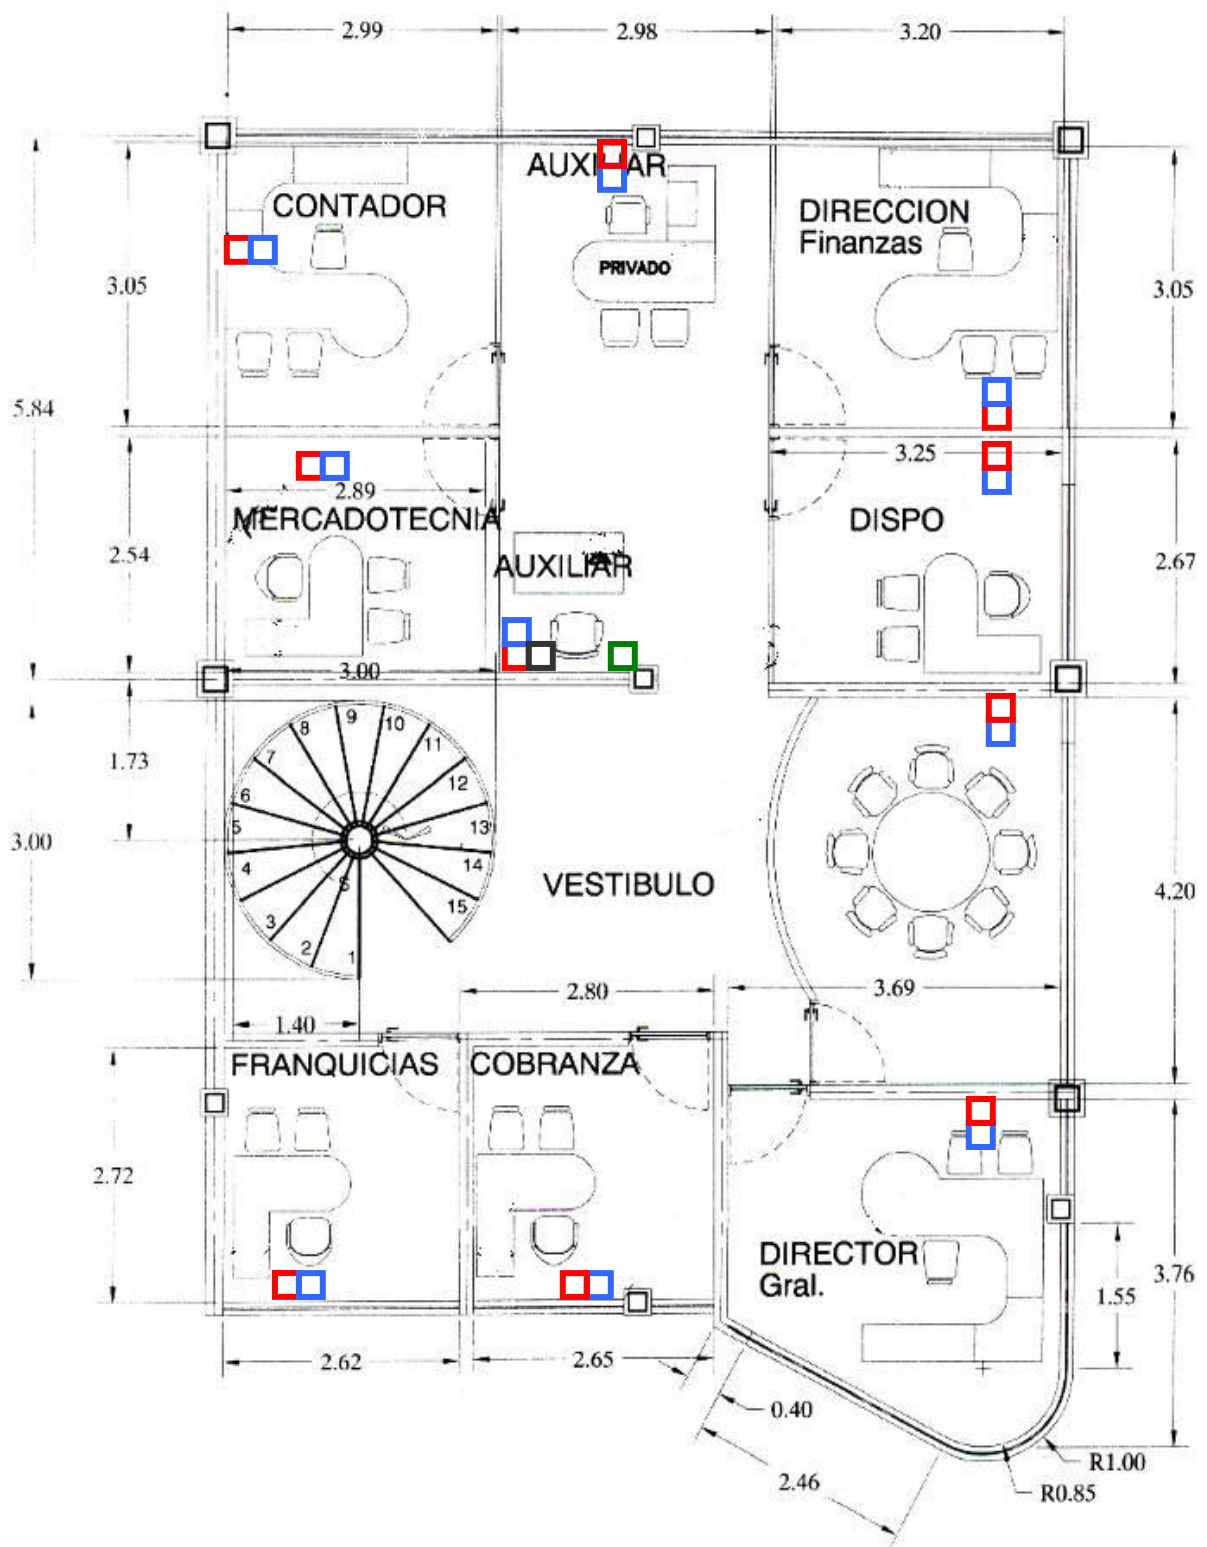 2.99
2.98
3.20
AUXILIAR
CONTADOR
DIRECCION
Finanzas
PRIVADO
3.05
3.05
5.84
3.25
2.89
MERCADOTECNIA
DISPO
2.54
AUXILIAR
2.67
3.00
9
10
8
11
7
12
6
1.73
5
13
3.00
4
14
S
VESTIBULO
15
4.20
3
2
1
2.80
3.69
1.40
FRANQUICIAS
COBRANZA
2.72
DIRECTOR
Gral.
3.76
1.55
2.62
2.65
0.40
2.46
R1.00
R0.85